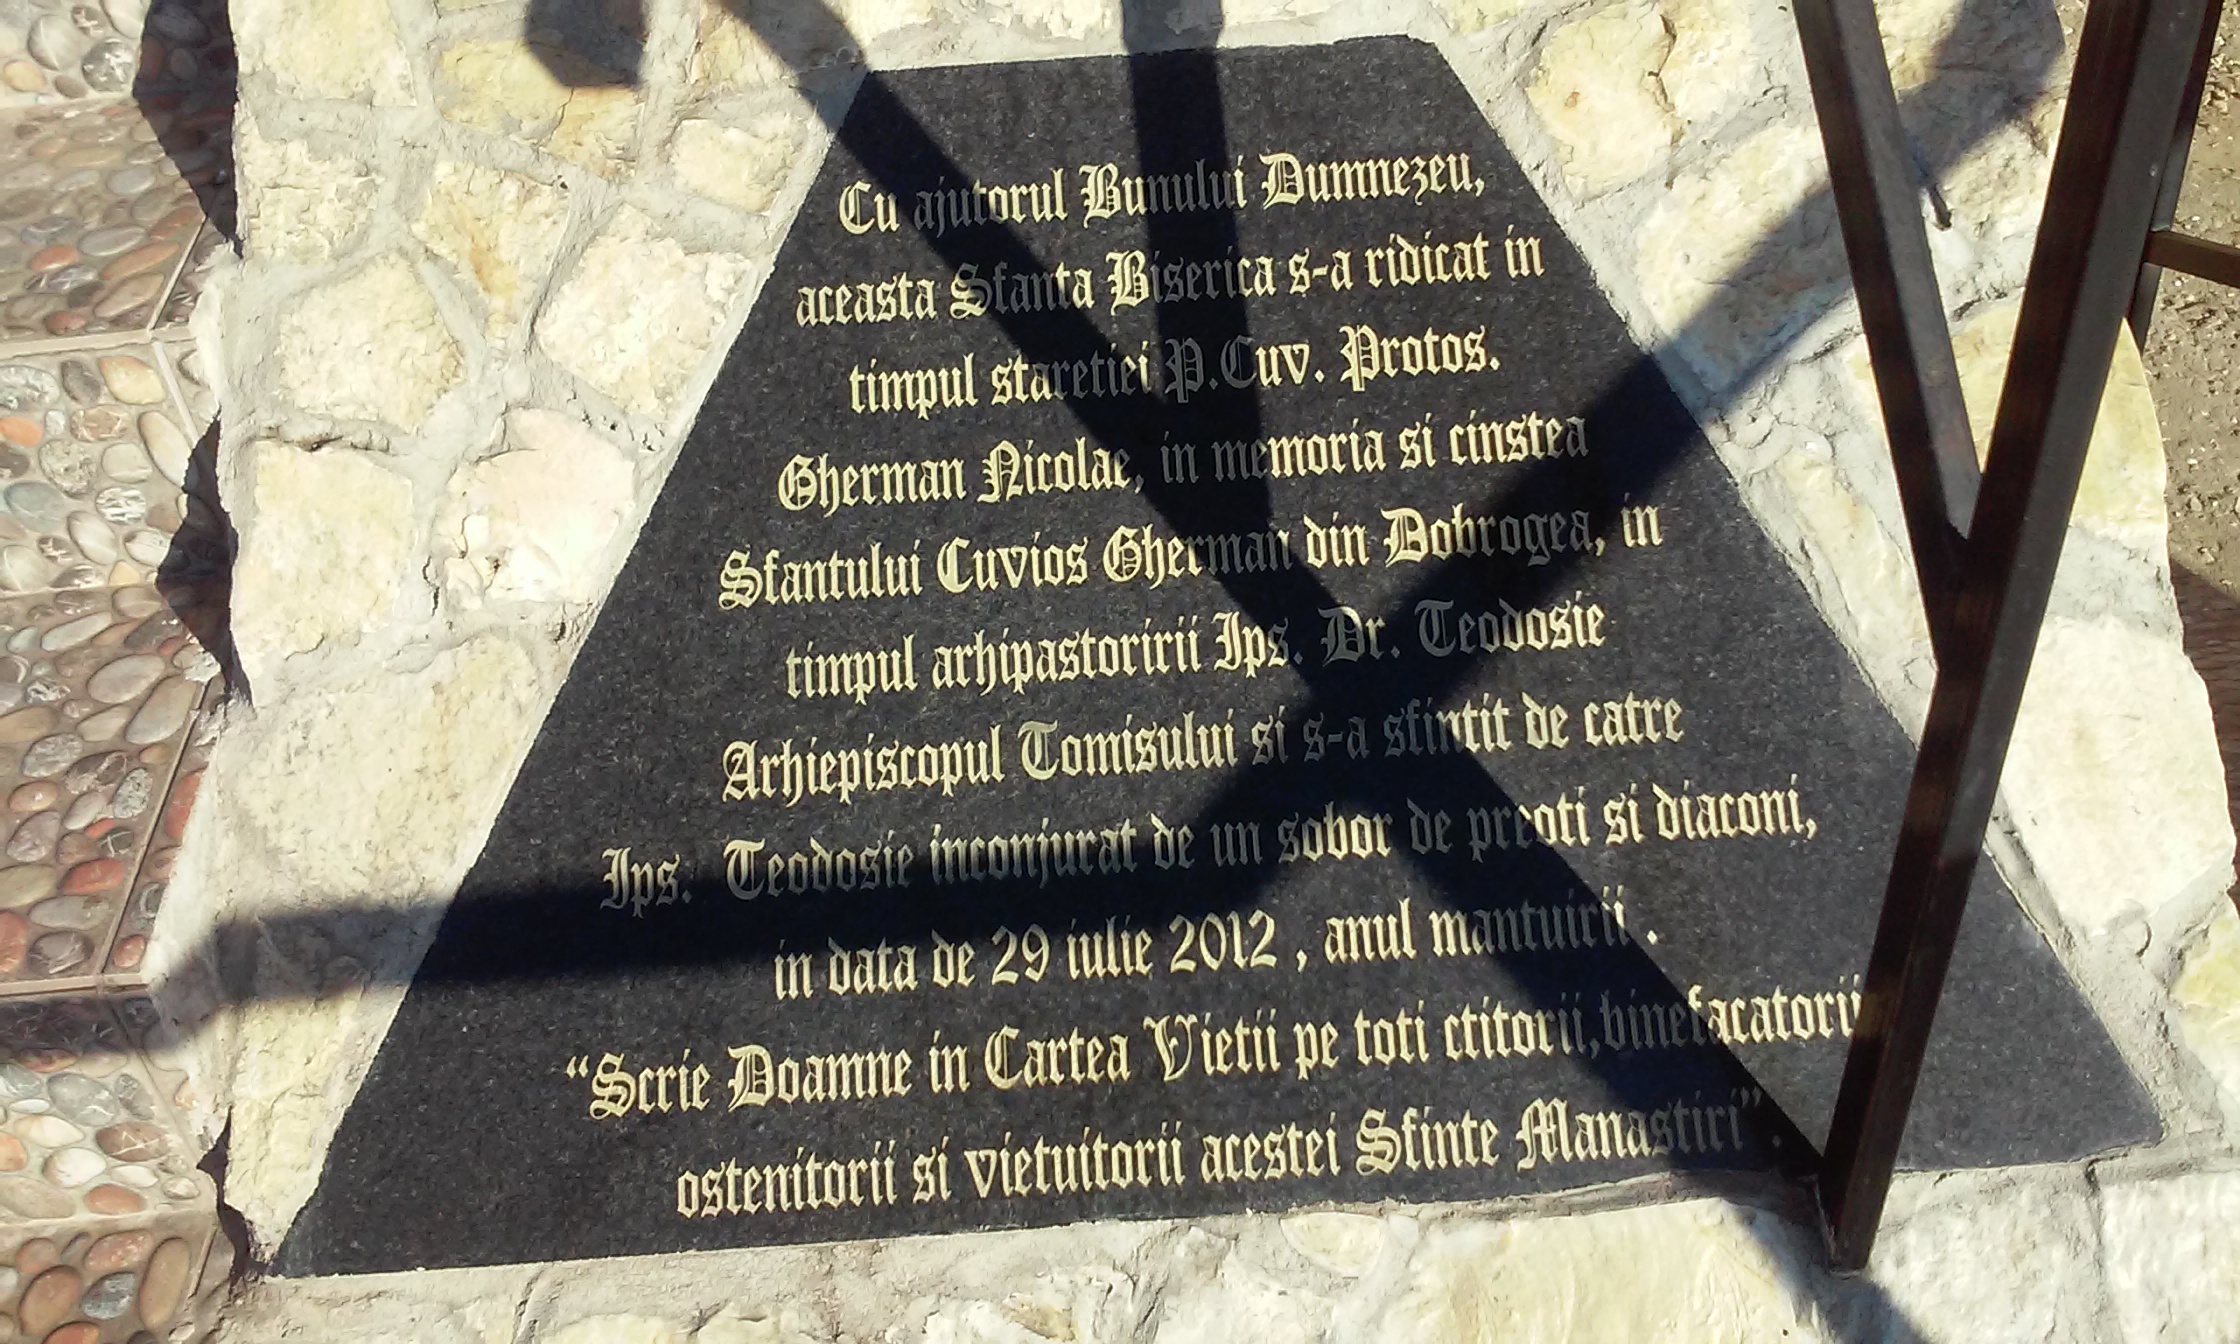 Cu ajutorul Bunului Dumnezeu,
aceasta Sfanta Biserica s-a ridicat in
timpul staretiei P.Cuv. Protos.
Gherman Nicolae, in memoria si cinstea
Sfantului Cuvios Gherman din Dobrogea, in
timpul arhipastoririi Ips. Dr. Teodosie
Arhiepiscopul Tomisului si s-a sfintit de catre
Ips. Teodosie inconjurat de un sobor de preoti si diaconi,
in data de 29 iulie 2012 , anul mantuirii .
“Scrie Doamne in Cartea Vietii pe toti ctitorii,binefacatorii
ostenitorii si vietuitorii acestei Sfinte Manastiri” .